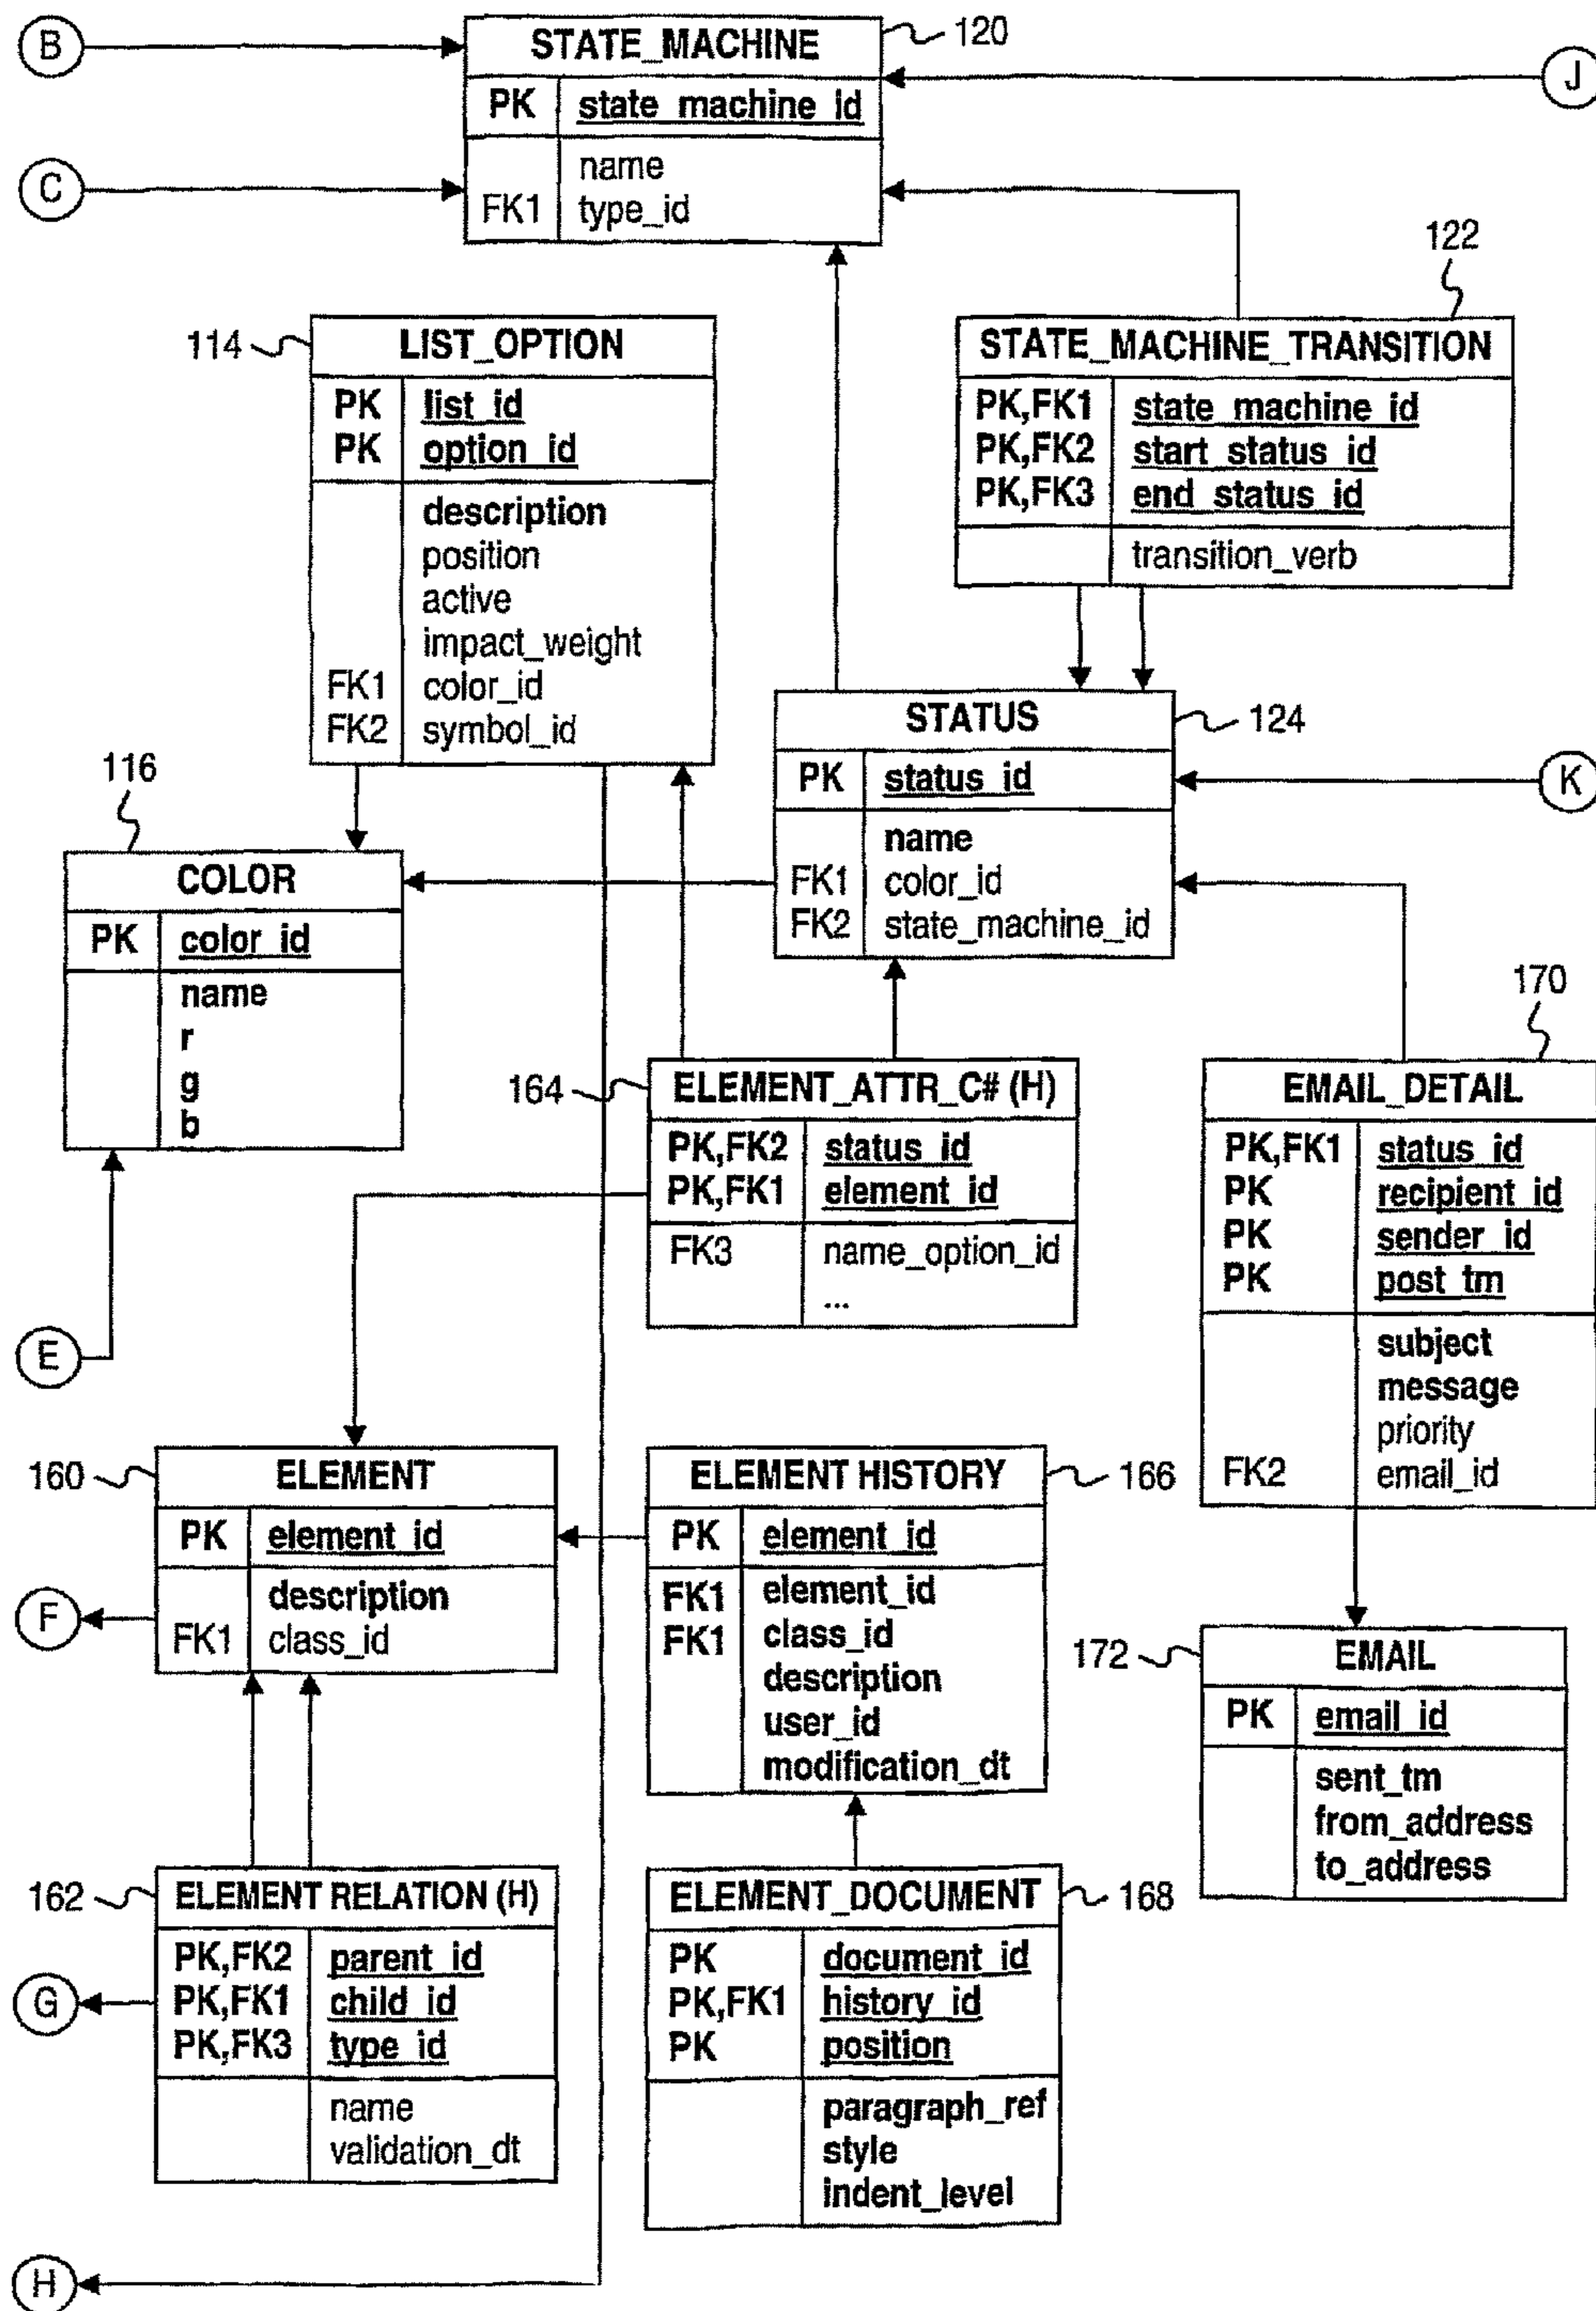 B
STATE_MACHINE
120
J
PK state_machine_id
name
C
FK1 type_id
122
114
LIST_OPTION
PK list_id
PK option_id
description
position
active
impact_weight
FK1 color_id
FK2 symbol_id
STATE_MACHINE_TRANSITION
PK,FK1 state_machine_id
PK,FK2 start_status_id
PK,FK3 end_status_id
transition_verb
STATUS
124
PK status_id
K
name
FK1 color_id
FK2 state_machine_id
116
COLOR
PK color_id
name
r
g
b
E
164
ELEMENT_ATTR_C# (H)
PK,FK2 status_id
PK,FK1 element_id
FK3 name_option_id
...
170
EMAIL_DETAIL
PK,FK1 status_id
PK recipient_id
PK sender_id
PK post_tm
subject
message
priority
FK2 email_id
160
ELEMENT
PK element_id
description
F
FK1 class_id
ELEMENT HISTORY
166
PK element_id
FK1 element_id
FK1 class_id
description
user_id
modification_dt
172
EMAIL
PK email_id
sent_tm
from_address
to_address
162
ELEMENT RELATION (H)
PK,FK2 parent_id
G
PK,FK1 child_id
PK,FK3 type_id
name
validation_dt
ELEMENT_DOCUMENT
168
PK document_id
PK,FK1 history_id
PK position
paragraph_ref
style
indent_level
H